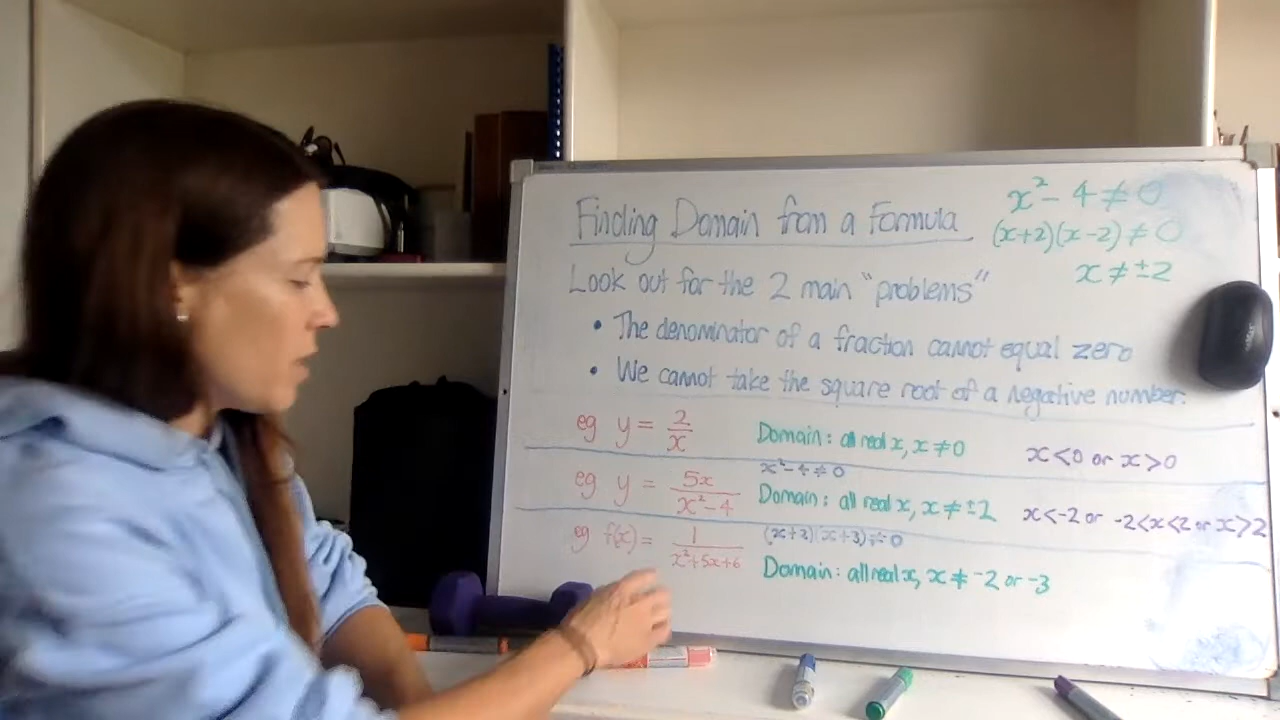 Finding Domain from a Formula
x² - 4 ≠ 0
(x+2)(x-2) ≠ 0
x ≠ ±2
Look out for the 2 main "problems"
• The denominator of a fraction cannot equal zero
• We cannot take the square root of a negative number.
eg y = 2/x Domain: all real x, x ≠ 0 x<0 or x>0
x²-4≠0
eg y = 5x/(x²-4) Domain: all real x, x ≠ ±2 x<-2 or -2<x<2 or x>2
eg f(x) = 1/(x²+5x+6) (x+2)(x+3)≠0
Domain: all real x, x ≠ -2 or -3